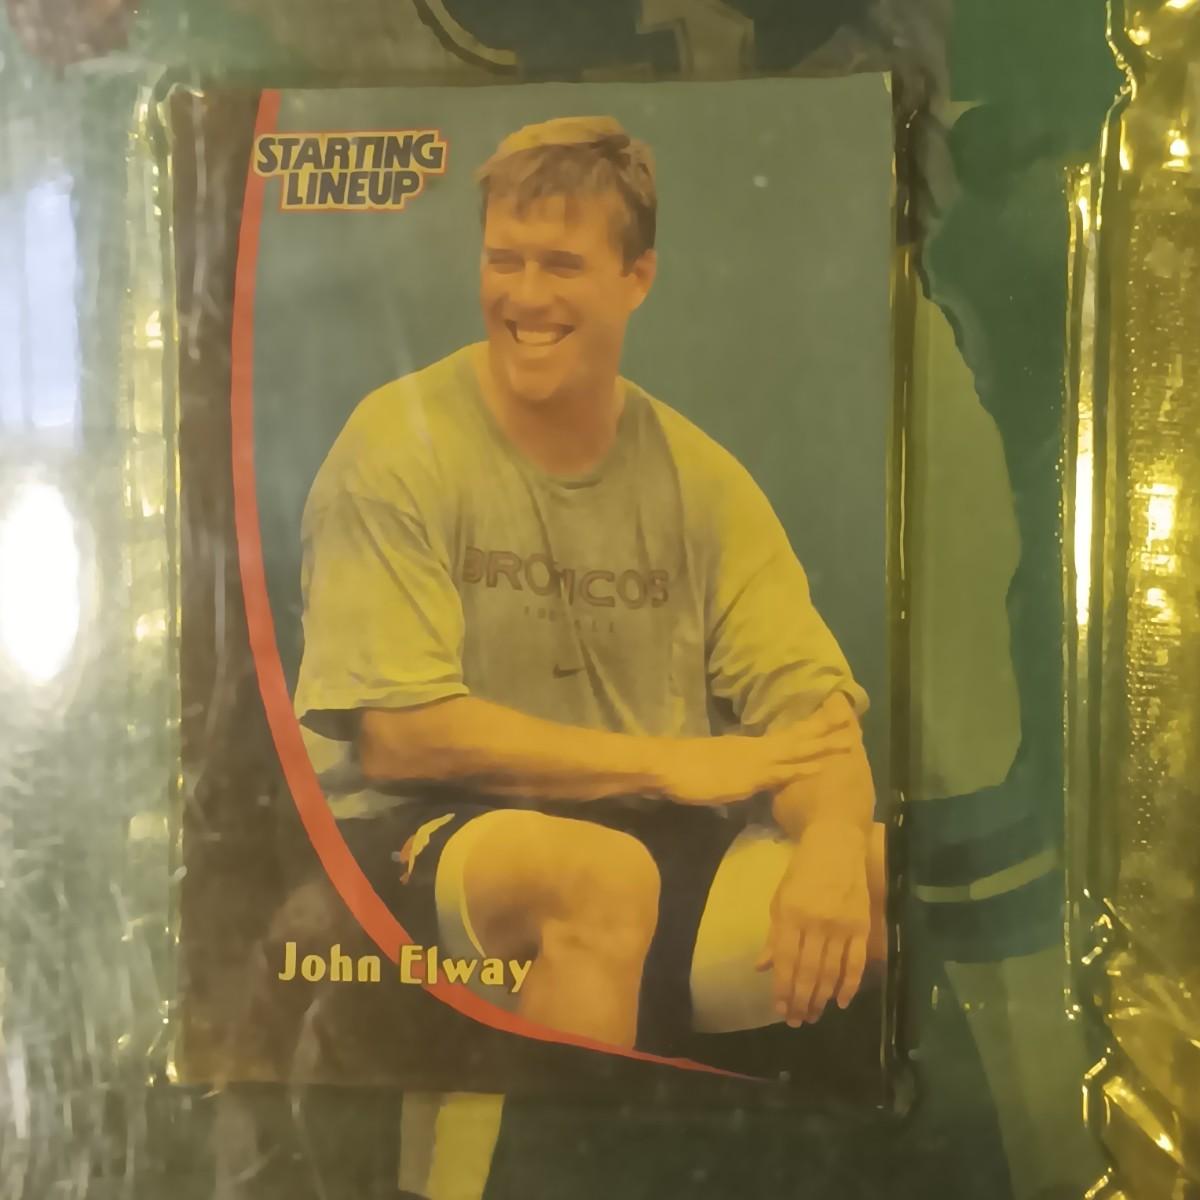 STARTING
LINEUP
BRONCOS
John Elway